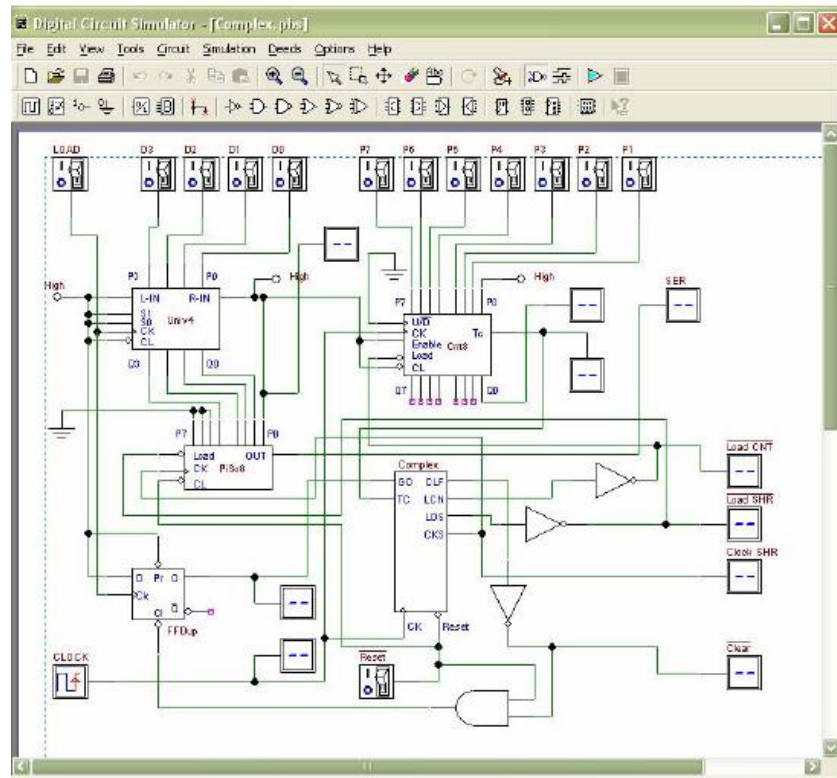 Digital Circuit Simulator - [Complex.pbs]
File Edit View Tools Circuit Simulation Deeds Options Help
LOAD D3 D2 D1 D0 P7 P6 P5 P4 P3 P2 P1
High P3 P0 High P7 P0 High SER
L-IN R-IN
S1
S0 Univ4
CK
CL
U/D
CK Tc
Enable Cnt8
Load
CL
Q3 Q0 Q7 Q0
P7 P0
Load OUT
CK PiSo8
CL
Complex
GO CLF
TC LCN
LDS
CKS
CK Reset
Load CNT
Load SHR
Clock SHR
D Pr Q
Ck Q
Cl
FFDup
CLOCK
Reset
Clear